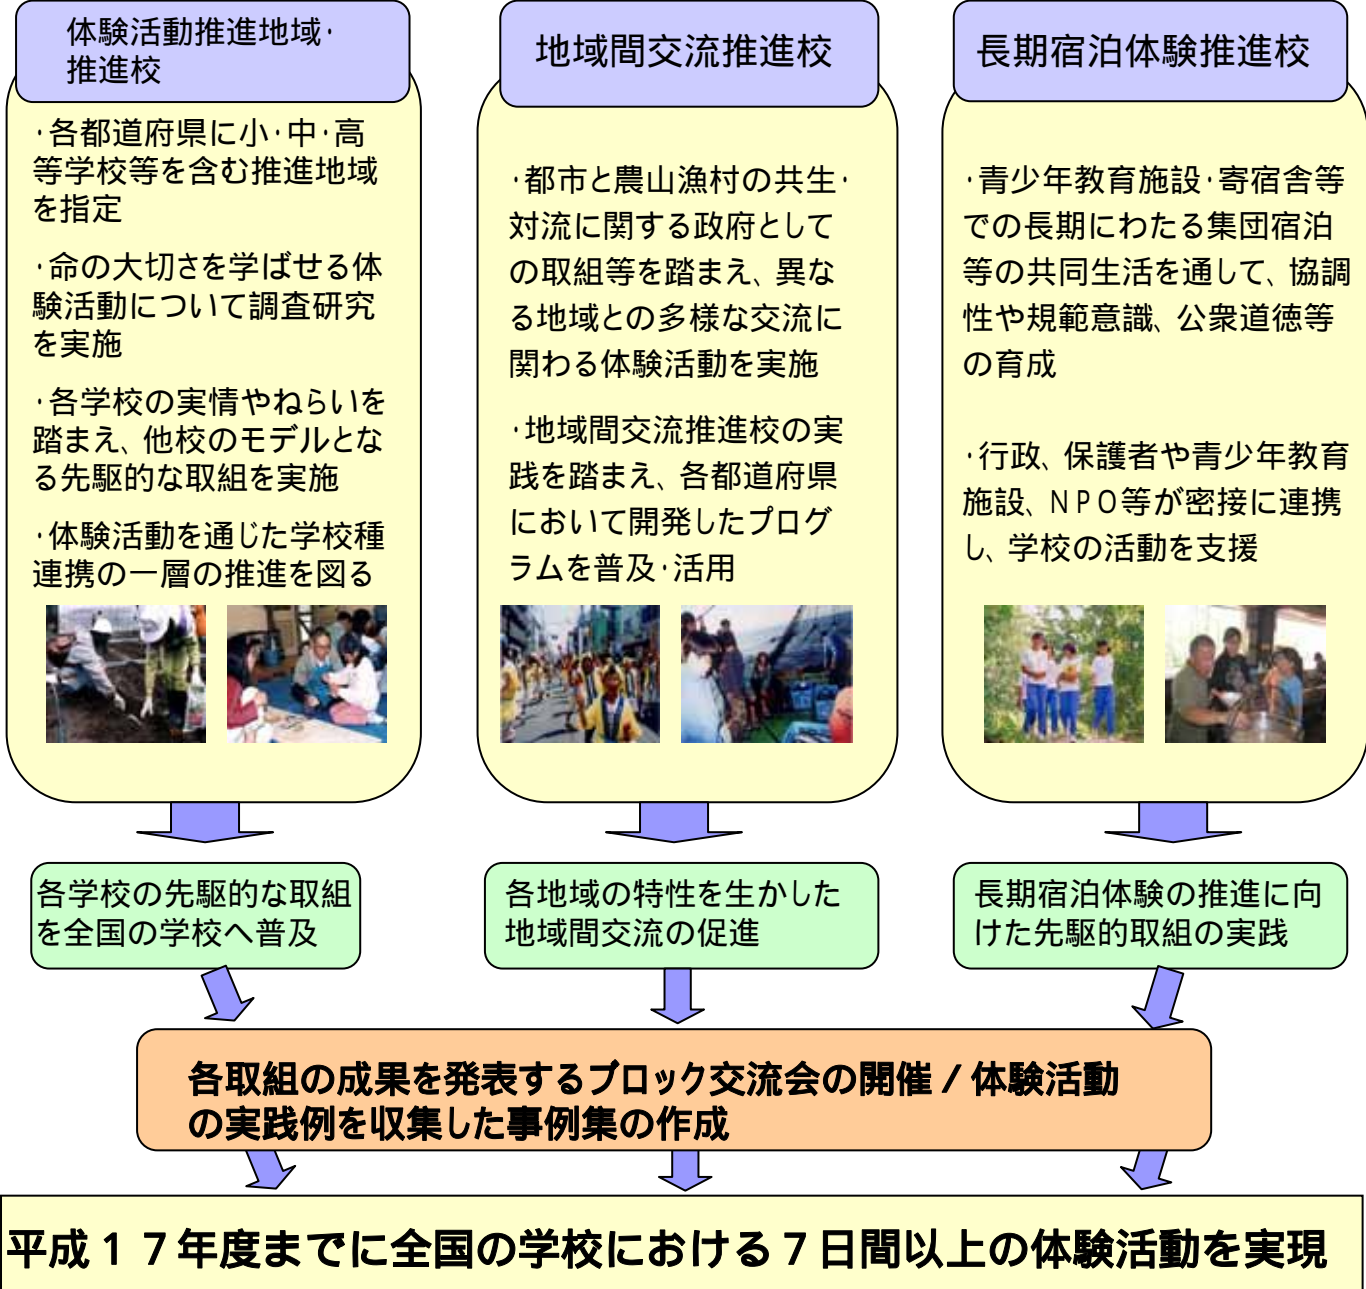 体験活動推進地域・
推進校
・各都道府県に小・中・高
等学校等を含む推進地域
を指定
・命の大切さを学ばせる体
験活動について調査研究
を実施
・各学校の実情やねらいを
踏まえ、他校のモデルとな
る先駆的な取組を実施
・体験活動を通じた学校種
連携の一層の推進を図る
地域間交流推進校
・都市と農山漁村の共生・
対流に関する政府として
の取組等を踏まえ、異な
る地域との多様な交流に
関わる体験活動を実施
・地域間交流推進校の実
践を踏まえ、各都道府県
において開発したプログ
ラムを普及・活用
長期宿泊体験推進校
・青少年教育施設・寄宿舎等
での長期にわたる集団宿泊
等の共同生活を通して、協調
性や規範意識、公衆道徳等
の育成
・行政、保護者や青少年教育
施設、NPO等が密接に連携
し、学校の活動を支援
各学校の先駆的な取組
を全国の学校へ普及
各地域の特性を生かした
地域間交流の促進
長期宿泊体験の推進に向
けた先駆的取組の実践
各取組の成果を発表するブロック交流会の開催／体験活動
の実践例を収集した事例集の作成
平成１７年度までに全国の学校における７日間以上の体験活動を実現